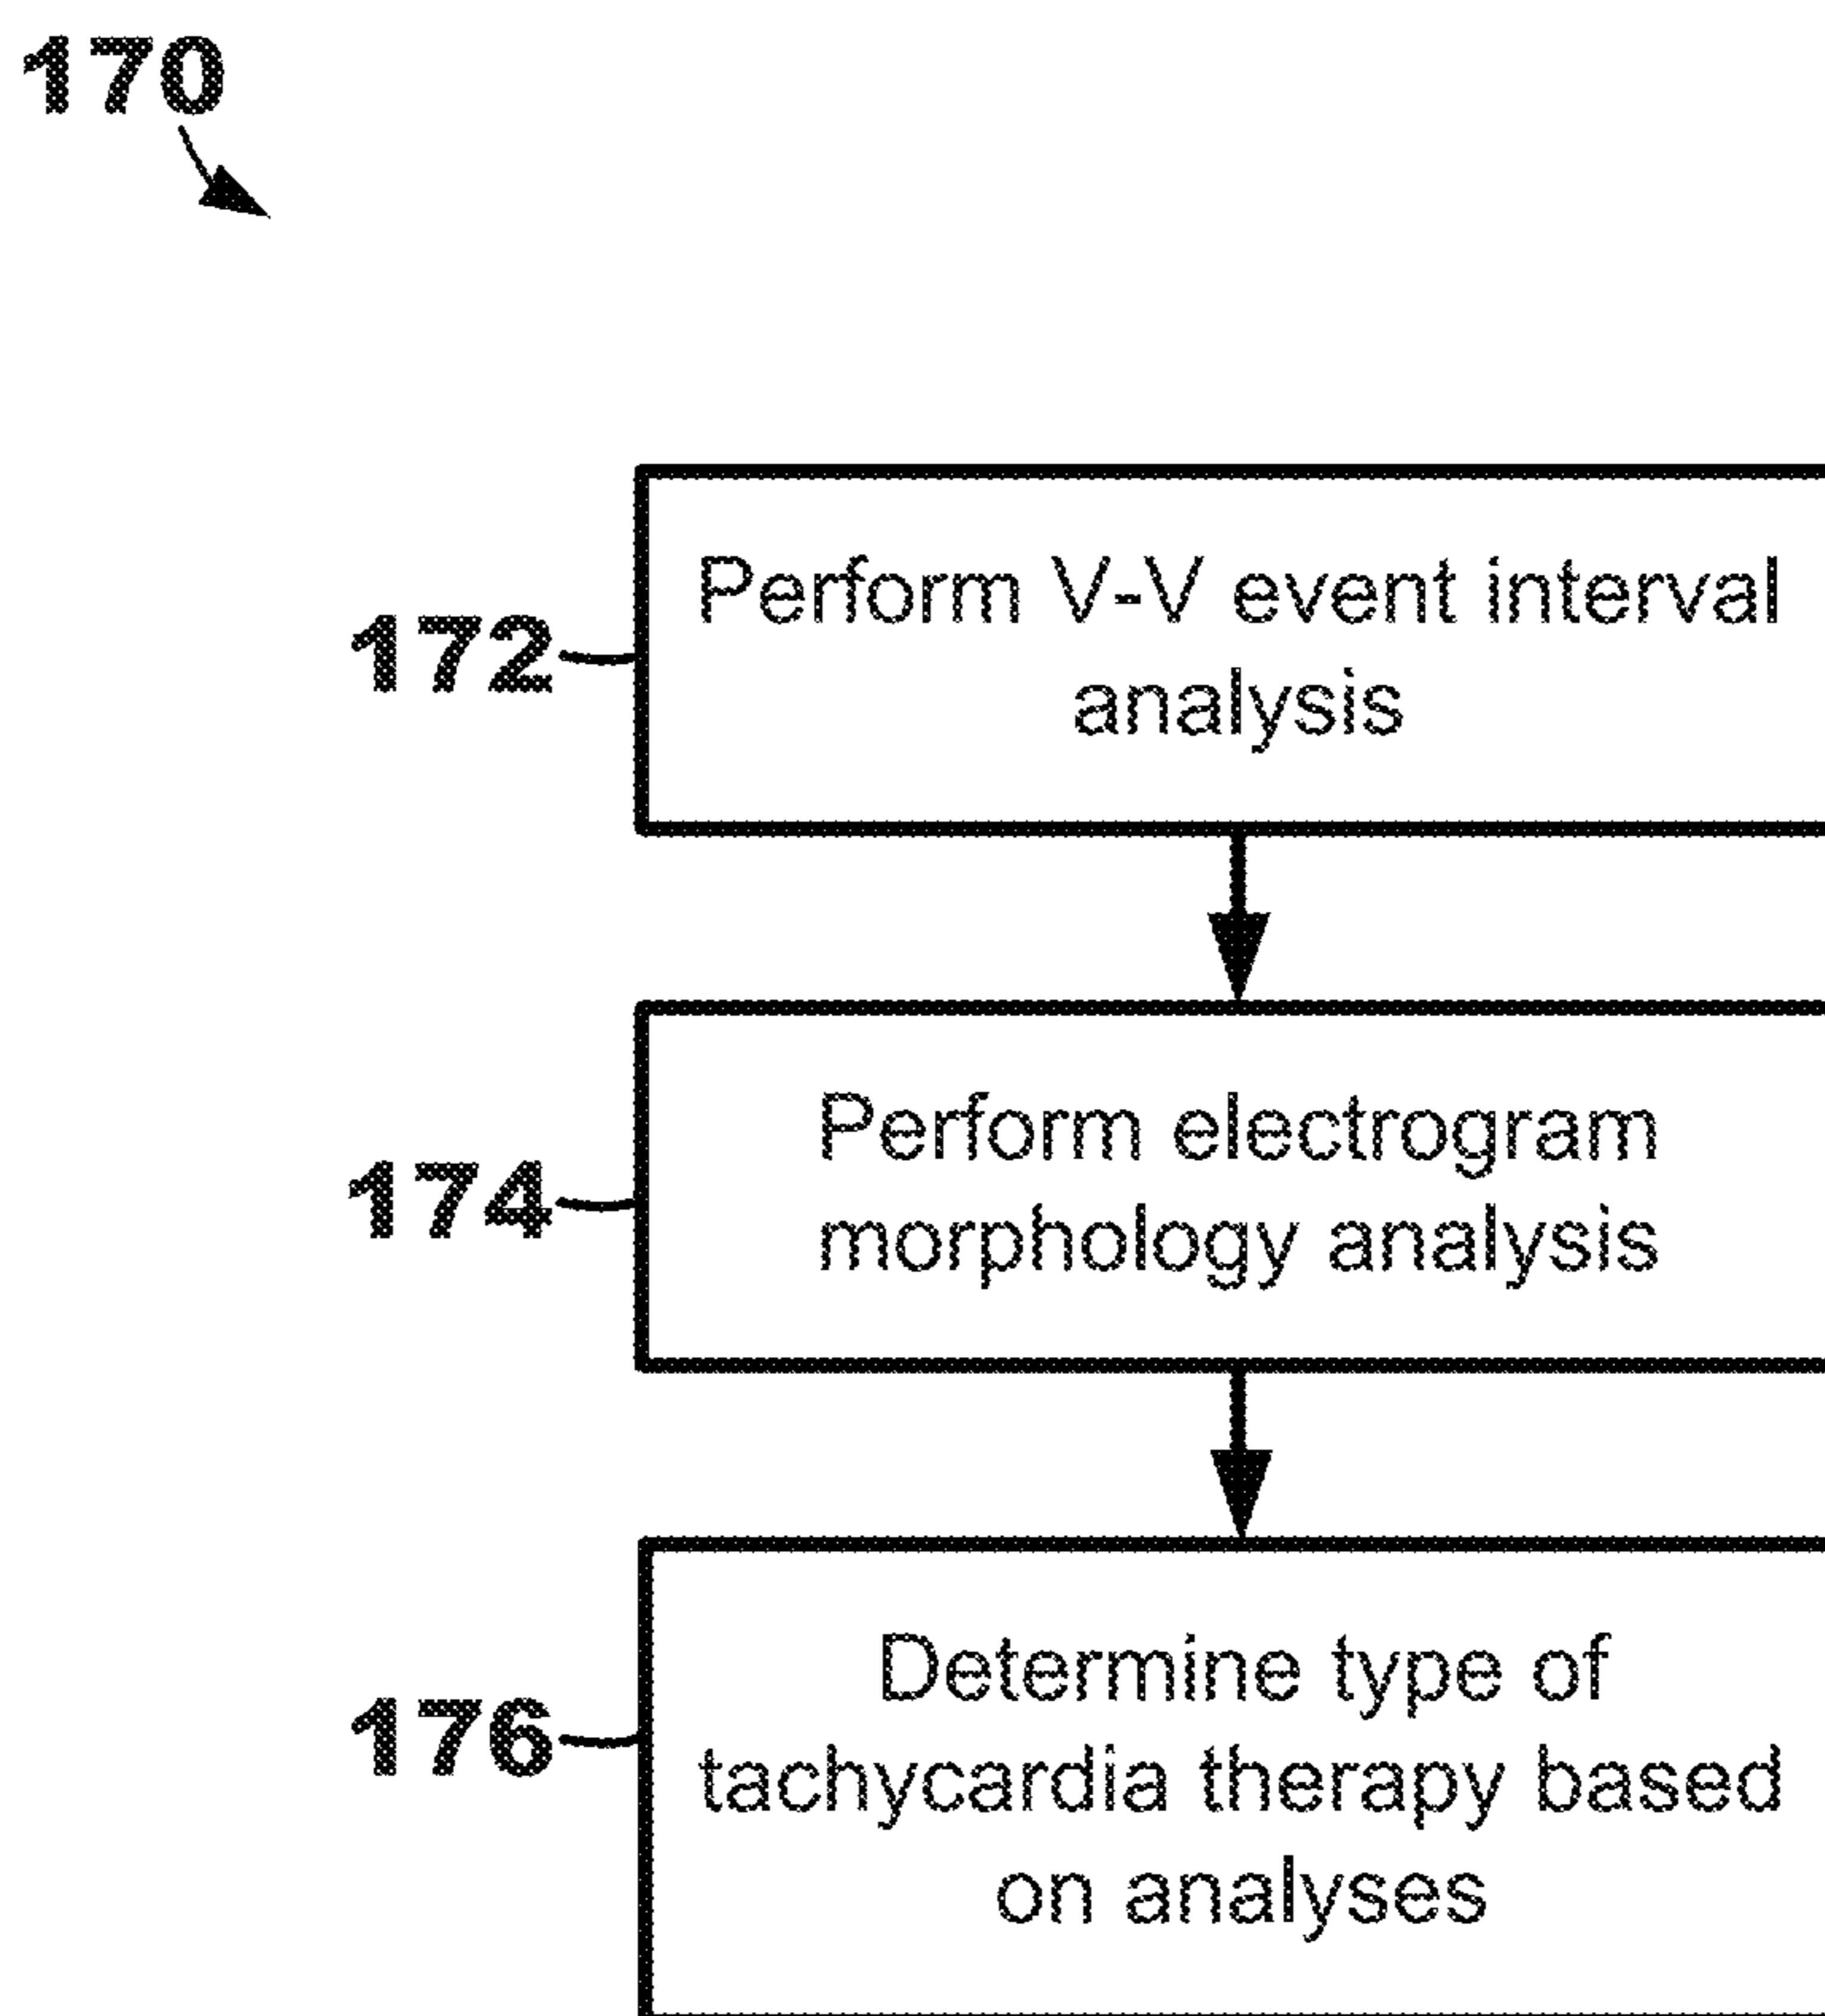 170
172
Perform V-V event interval
analysis
174
Perform electrogram
morphology analysis
176
Determine type of
tachycardia therapy based
on analyses